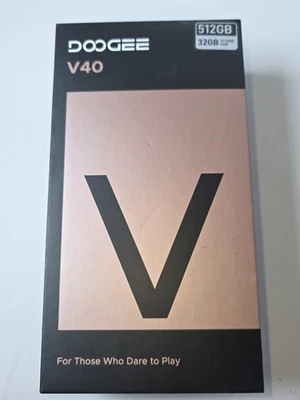 DOOGEE
V40
512GB
32GB
V
For Those Who Dare to Play